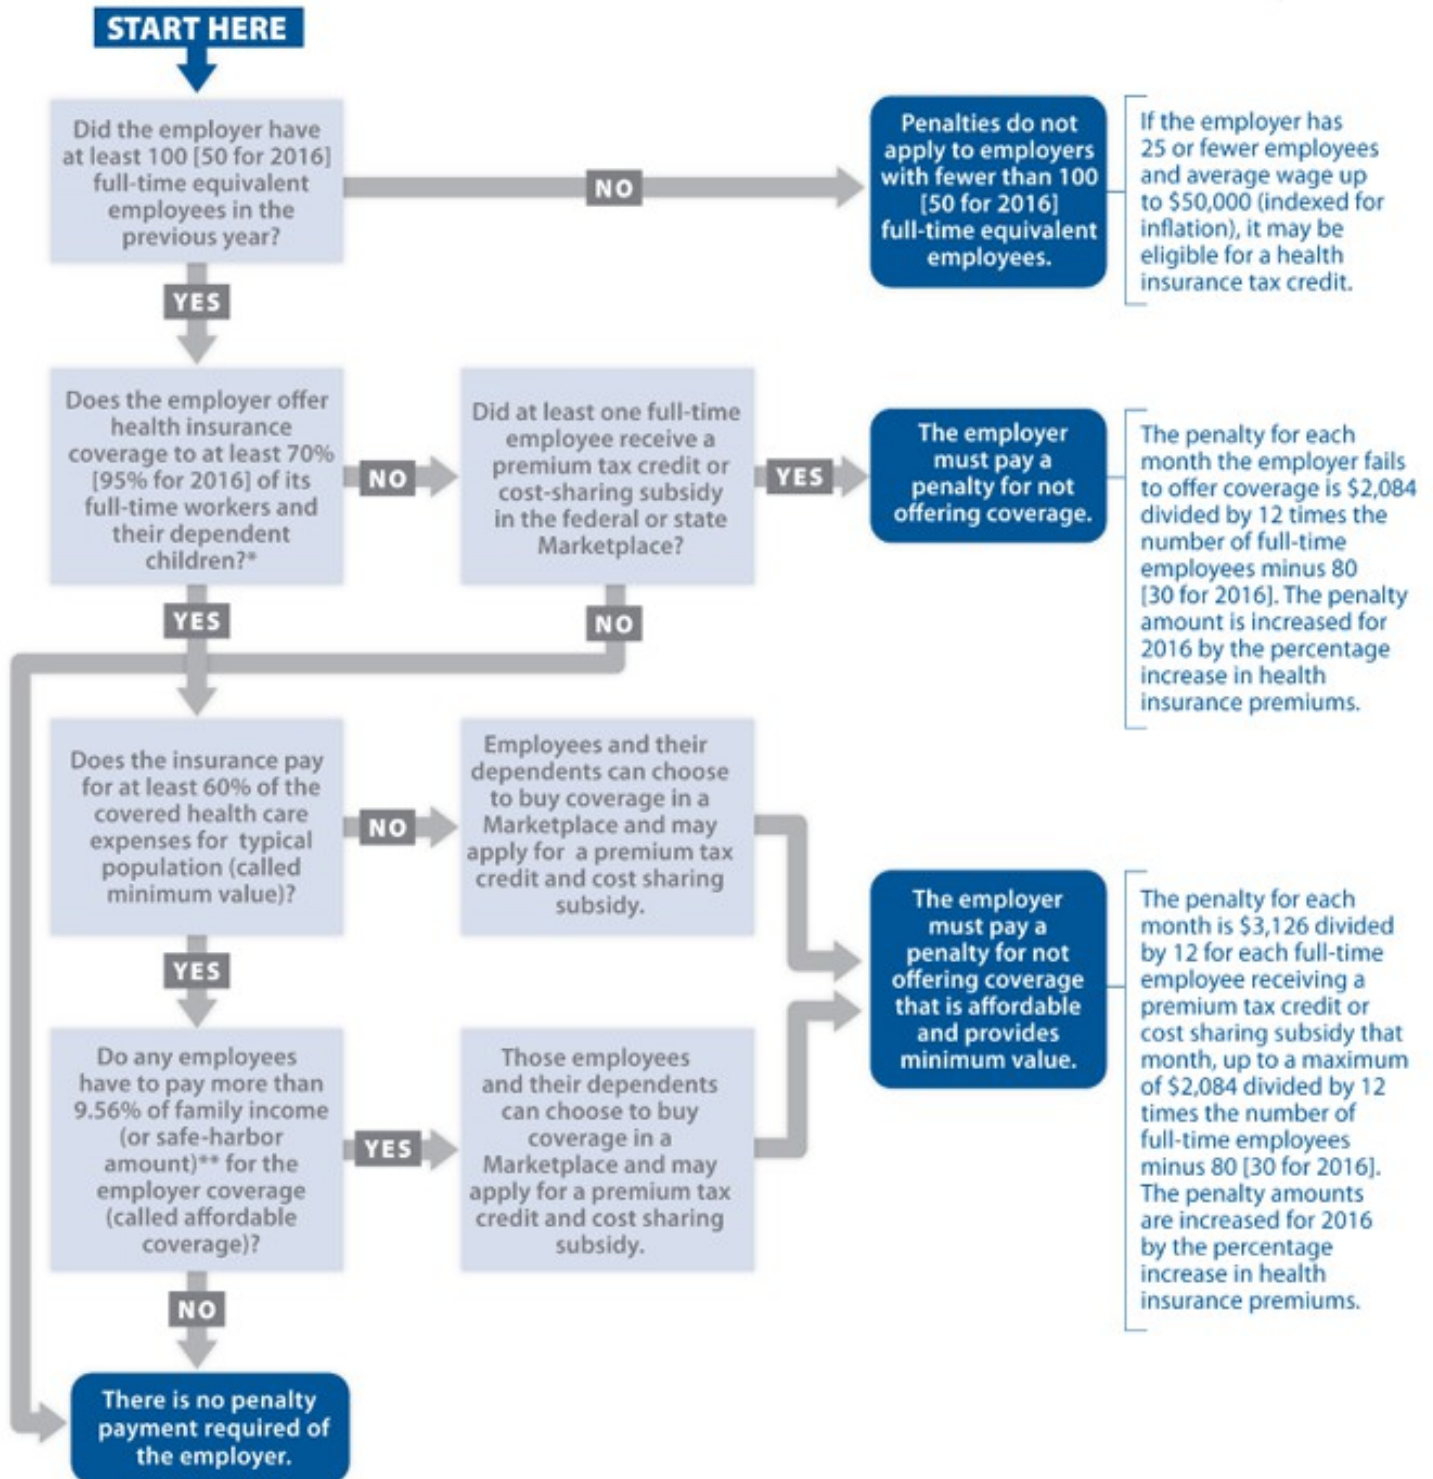 START HERE
Did the employer have
at least 100 [50 for 2016]
full-time equivalent
employees in the
previous year?
NO
Penalties do not
apply to employers
with fewer than 100
[50 for 2016]
full-time equivalent
employees.
If the employer has
25 or fewer employees
and average wage up
to $50,000 (indexed for
inflation), it may be
eligible for a health
insurance tax credit.
YES
Does the employer offer
health insurance
coverage to at least 70%
[95% for 2016] of its
full-time workers and
their dependent
children?*
NO
Did at least one full-time
employee receive a
premium tax credit or
cost-sharing subsidy
in the federal or state
Marketplace?
YES
The employer
must pay a
penalty for not
offering coverage.
The penalty for each
month the employer fails
to offer coverage is $2,084
divided by 12 times the
number of full-time
employees minus 80
[30 for 2016]. The penalty
amount is increased for
2016 by the percentage
increase in health
insurance premiums.
YES
NO
Does the insurance pay
for at least 60% of the
covered health care
expenses for typical
population (called
minimum value)?
NO
Employees and their
dependents can choose
to buy coverage in a
Marketplace and may
apply for a premium tax
credit and cost sharing
subsidy.
The employer
must pay a
penalty for not
offering coverage
that is affordable
and provides
minimum value.
The penalty for each
month is $3,126 divided
by 12 for each full-time
employee receiving a
premium tax credit or
cost sharing subsidy that
month, up to a maximum
of $2,084 divided by 12
times the number of
full-time employees
minus 80 [30 for 2016].
The penalty amounts
are increased for 2016
by the percentage
increase in health
insurance premiums.
YES
Do any employees
have to pay more than
9.56% of family income
(or safe-harbor
amount)** for the
employer coverage
(called affordable
coverage)?
YES
Those employees
and their dependents
can choose to buy
coverage in a
Marketplace and may
apply for a premium tax
credit and cost sharing
subsidy.
NO
There is no penalty
payment required of
the employer.